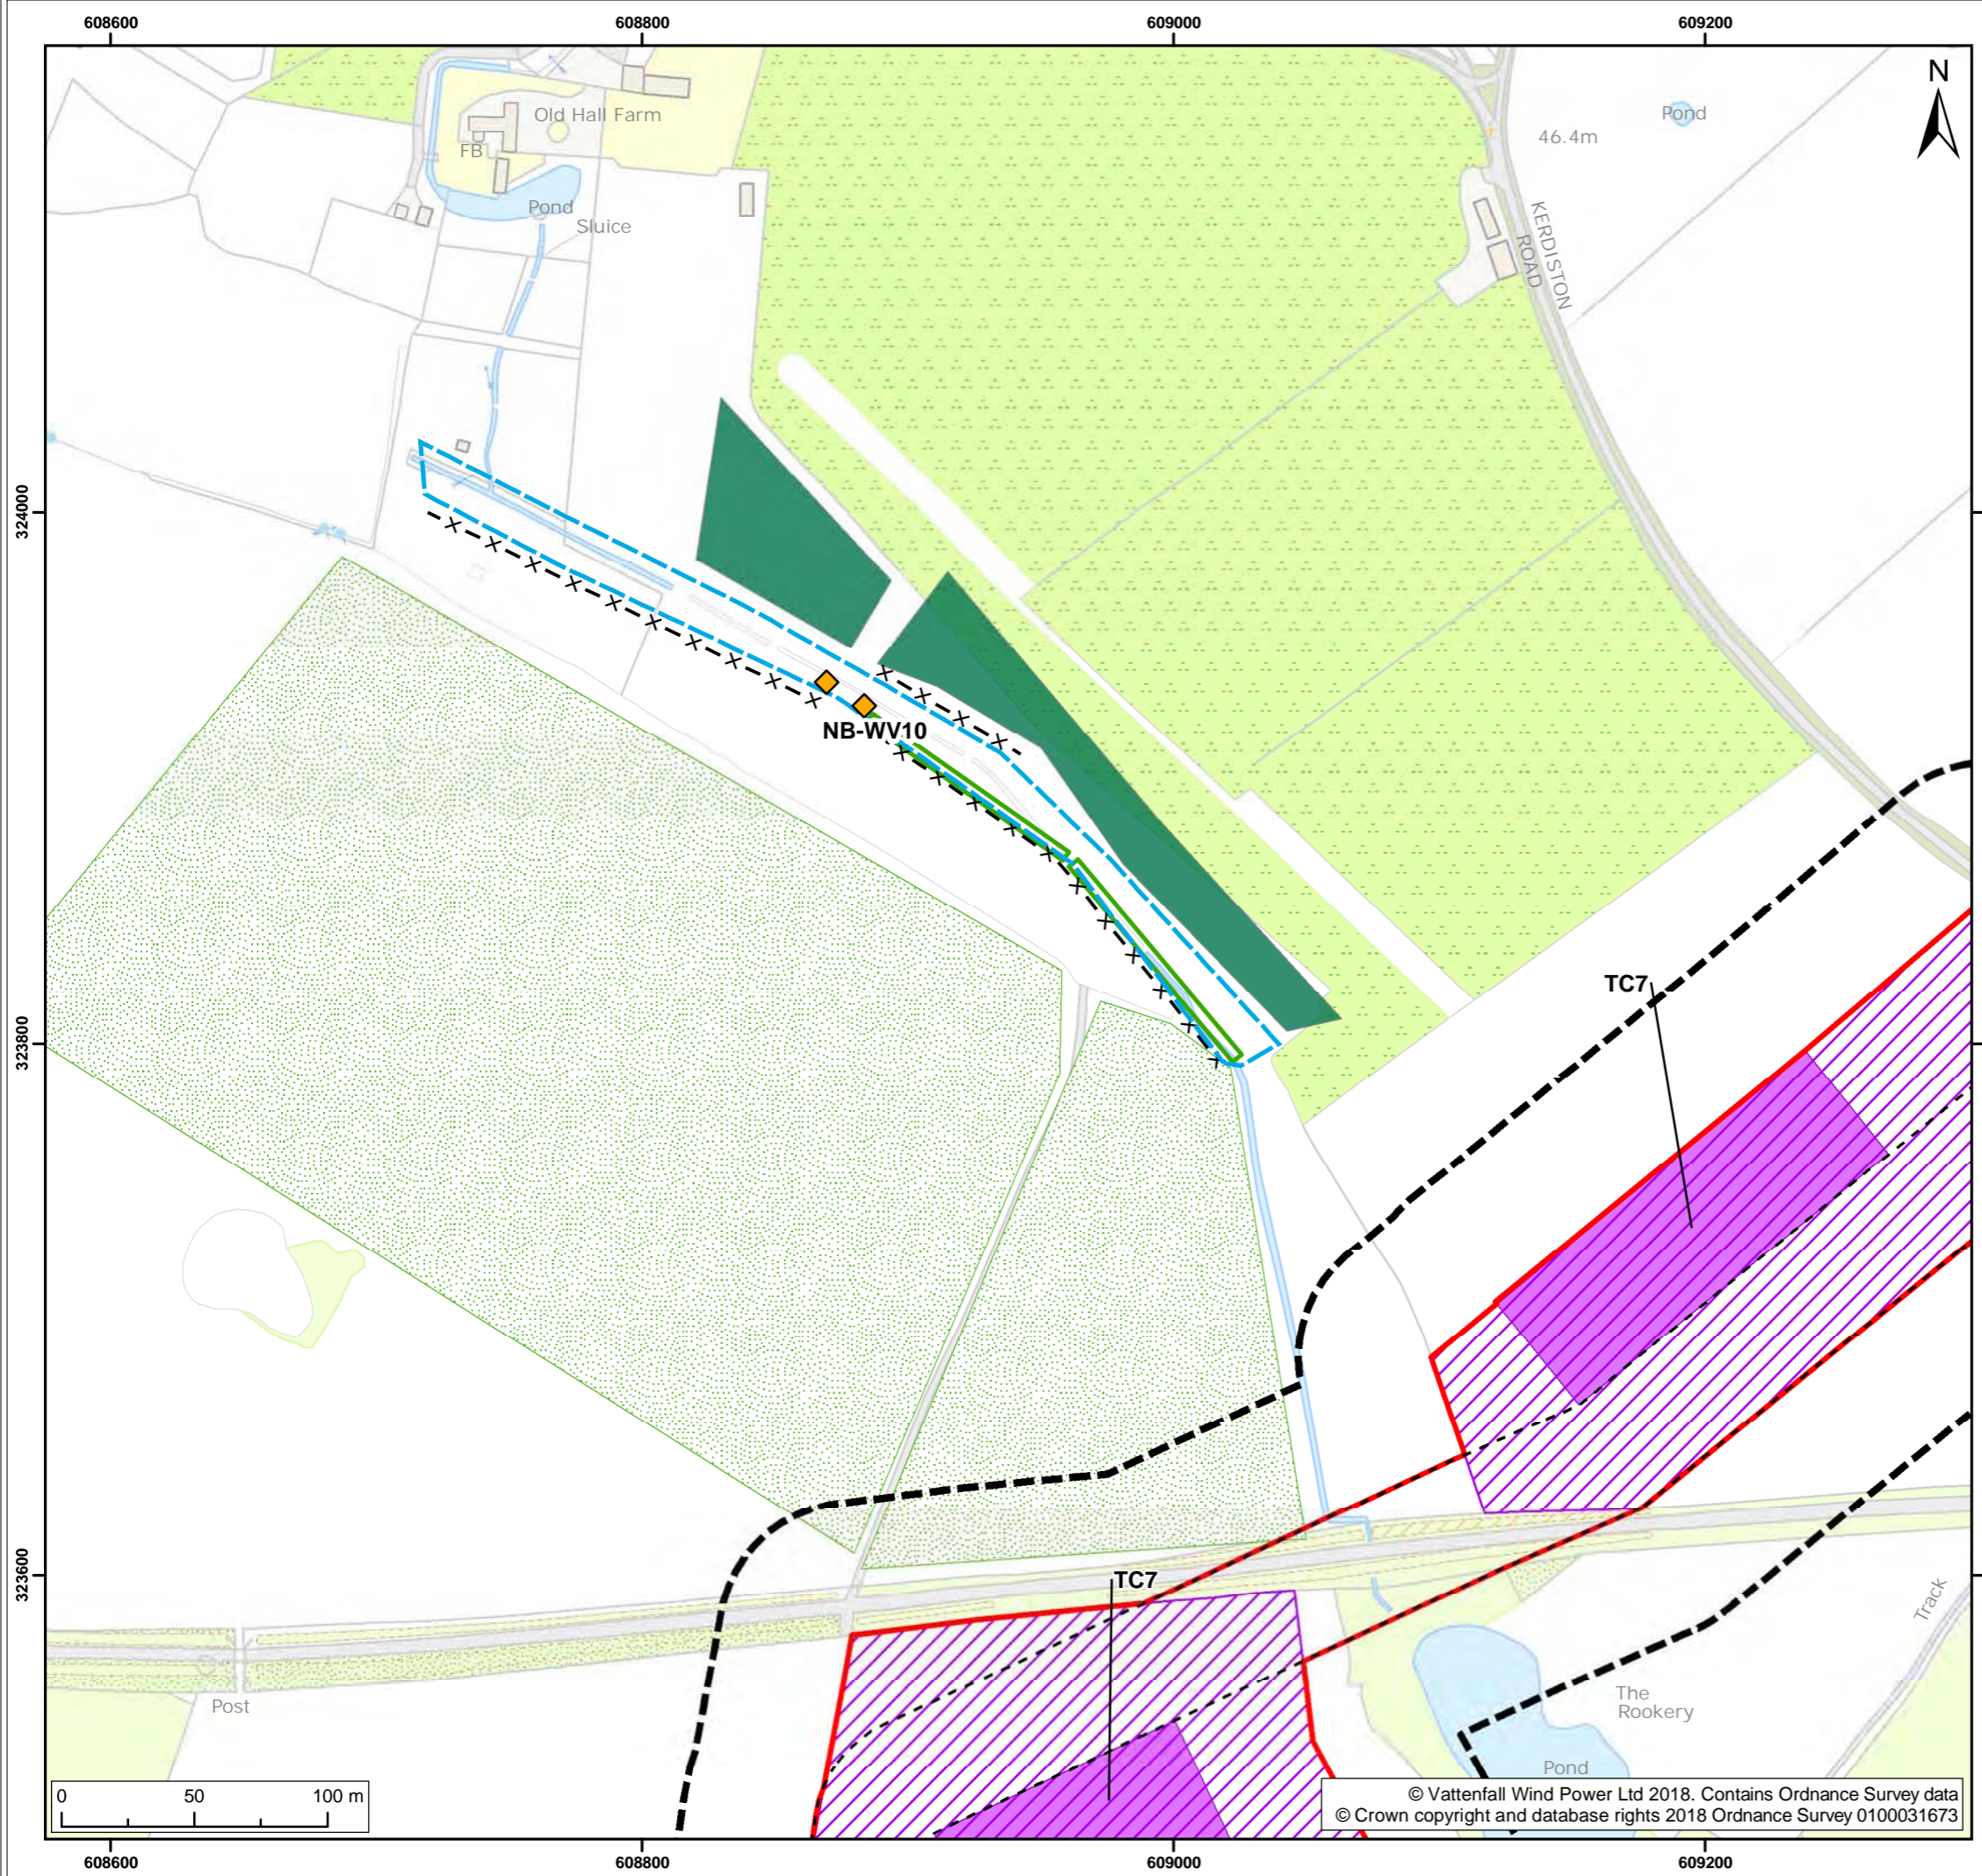 608600
608800
609000
609200
N
Old Hall Farm
Pond
46.4m
FB
Pond
Sluice
KERDISTON
ROAD
324000
NB-WV10
TC7
323800
323600
TC7
Track
The
Rookery
Post
Pond
0
50
100 m
© Vattenfall Wind Power Ltd 2018. Contains Ordnance Survey data
© Crown copyright and database rights 2018 Ordnance Survey 0100031673
608600
608800
609000
609200